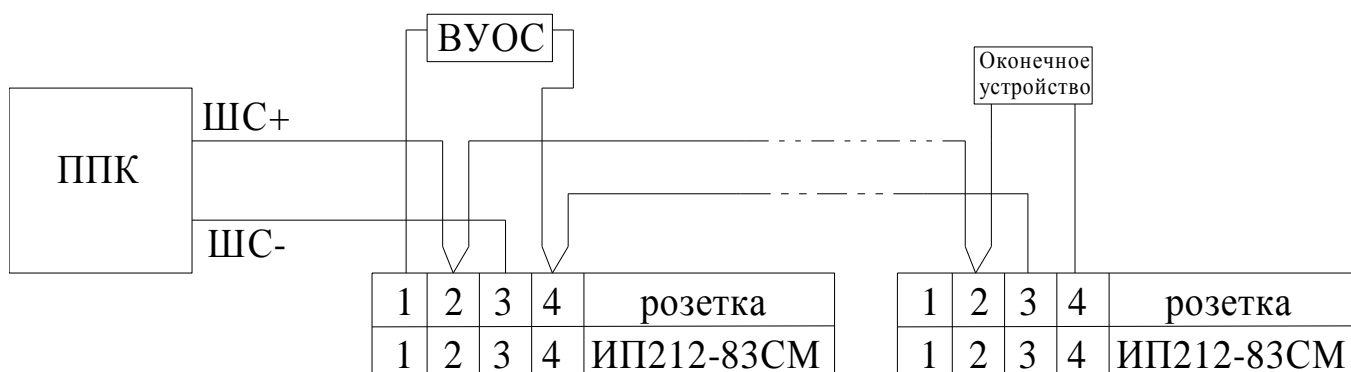 ВУОС
Оконечное
устройство
ШС+
ППК
ШС-
1 2 3 4 розетка
1 2 3 4 ИП212-83СМ
1 2 3 4 розетка
1 2 3 4 ИП212-83СМ